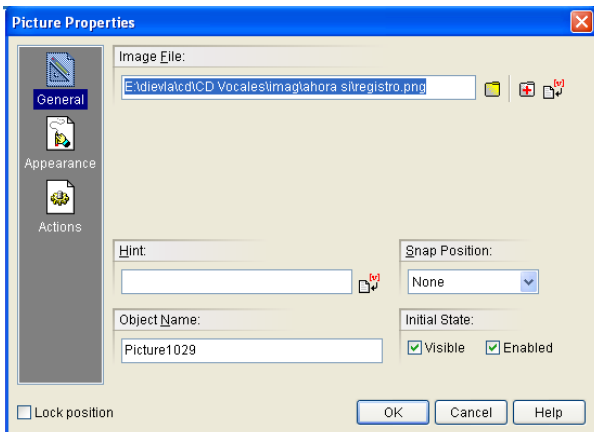 Picture Properties
General
Appearance
Actions
Image File:
E:\dievla\cd\CD Vocales\imag\ahora si\registro.png
[v]
Hint:
[v]
Snap Position:
None
Object Name:
Picture1029
Initial State:
Visible
Enabled
Lock position
OK
Cancel
Help